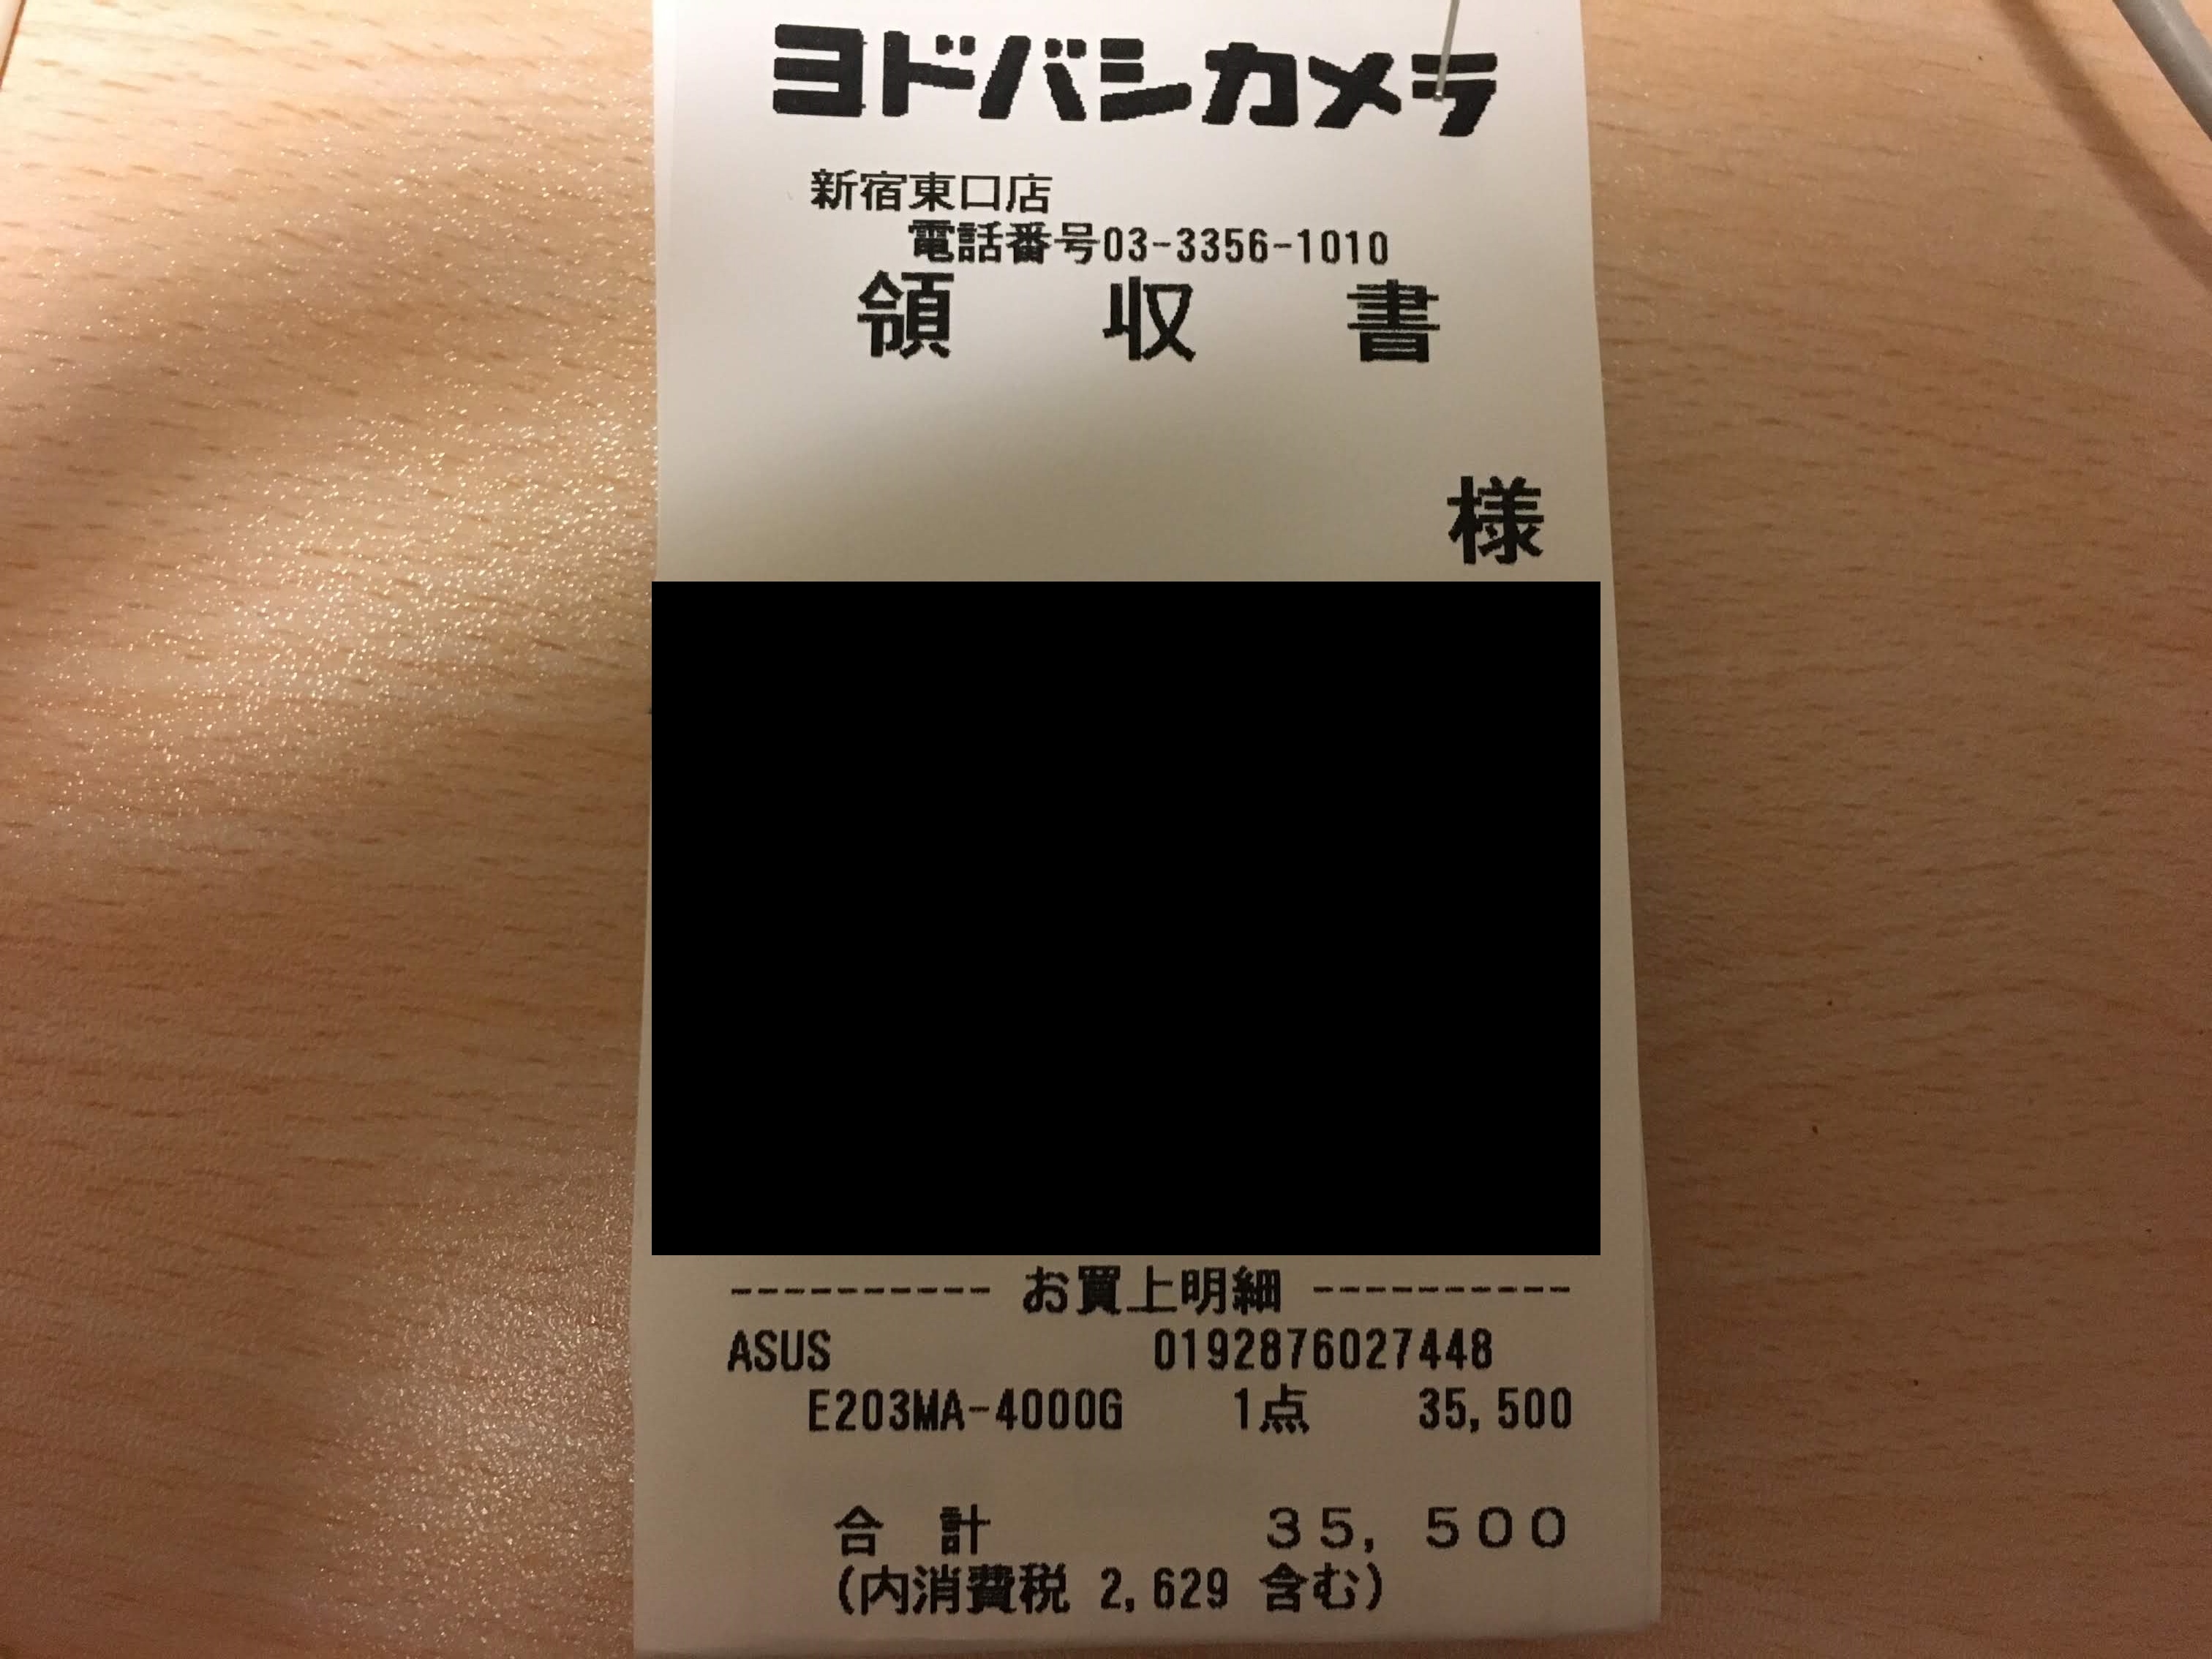 ヨドバシカメラ
新宿東口店
電話番号03-3356-1010
領 収 書
様
---------- お買上明細 ----------
ASUS 0192876027448
E203MA-4000G 1点 35,500
合 計 35,500
(内消費税 2,629 含む)